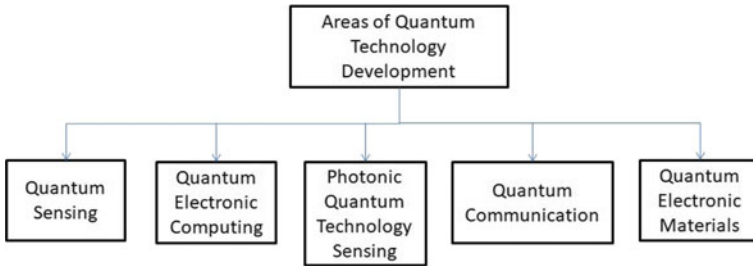 Areas of Quantum
Technology
Development
Quantum
Sensing
Quantum
Electronic
Computing
Photonic
Quantum
Technology
Sensing
Quantum
Communication
Quantum
Electronic
Materials